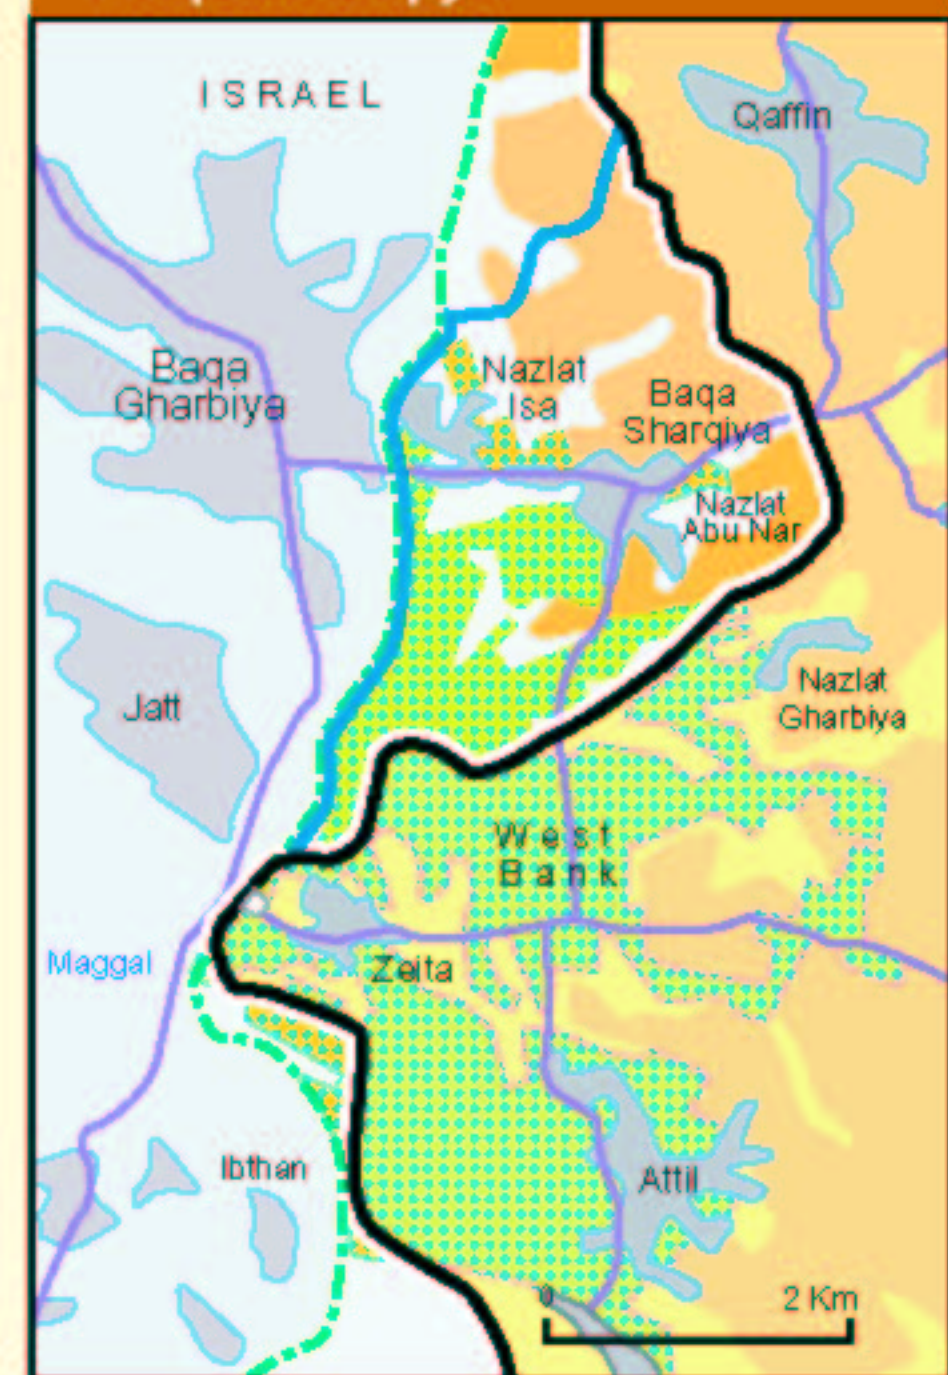 ISRAEL
Qaffin
Baqa
Gharbiya
Nazlat
Isa
Baqa
Sharqiya
Nazlat
Abu Nar
Jatt
Nazlat
Gharbiya
West
Bank
Maggal
Zeita
Ibthan
Attil
0 2 Km